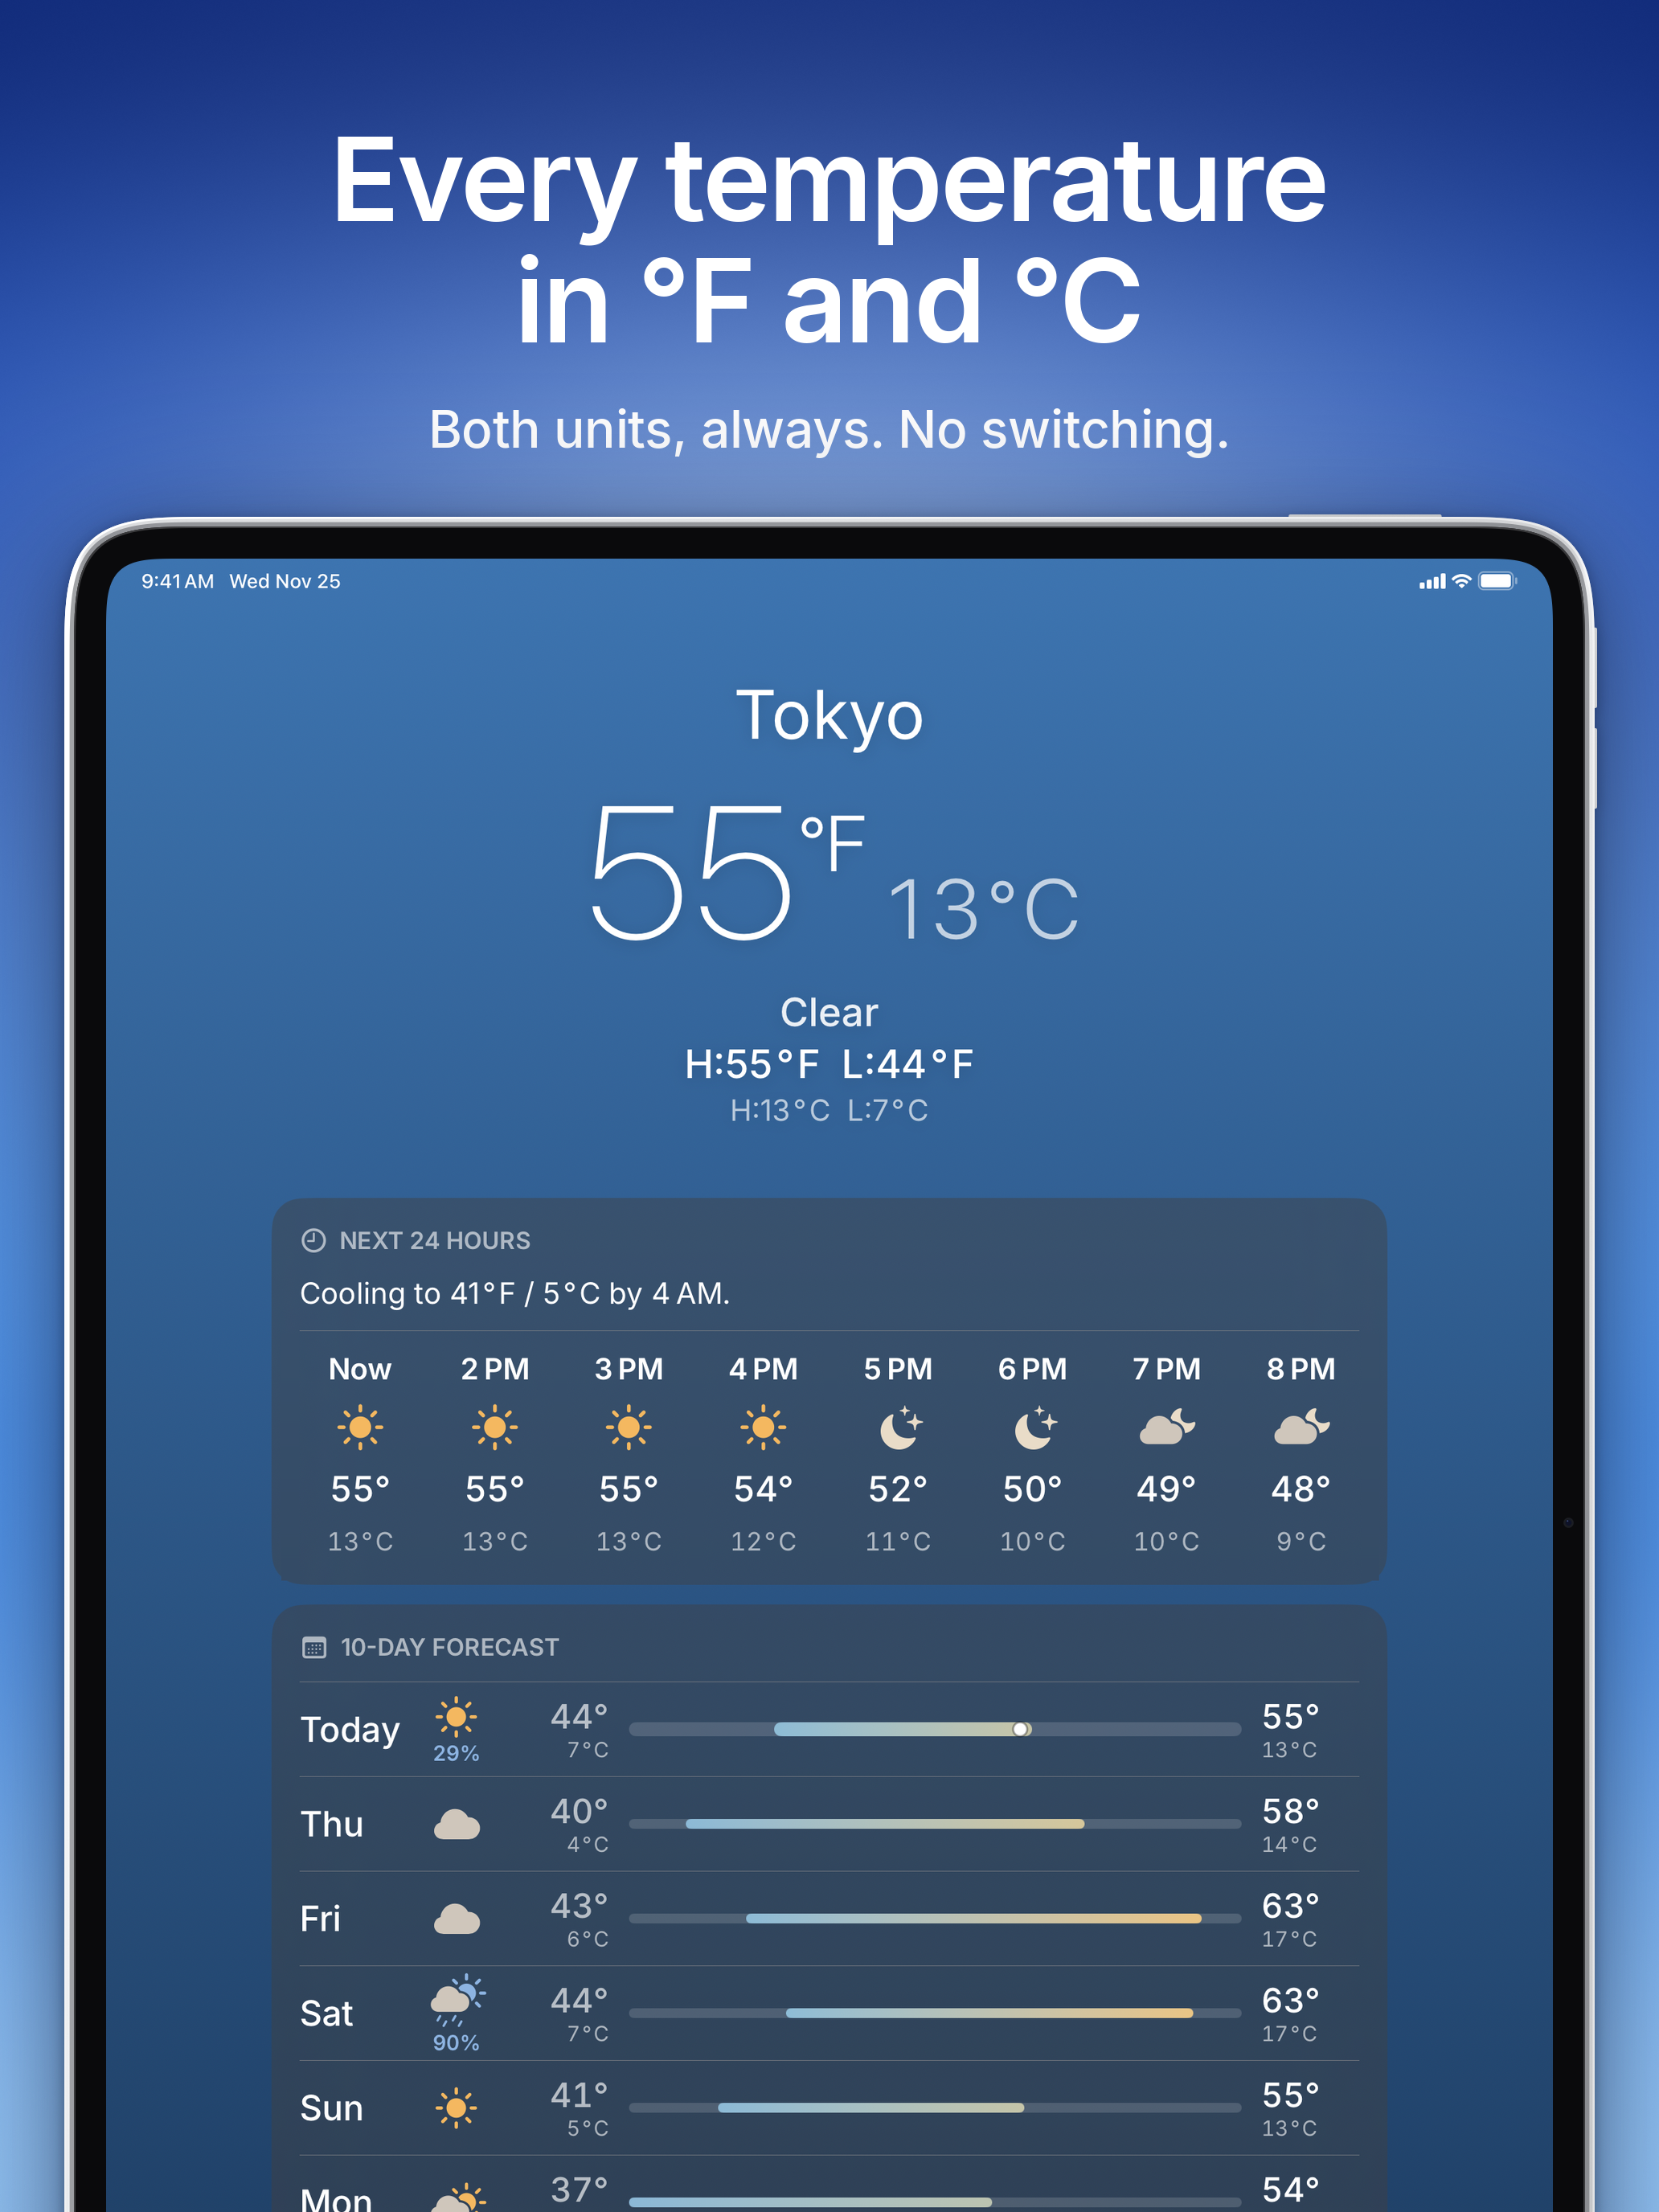 Every temperature
in °F and °C
Both units, always. No switching.
9:41 AM Wed Nov 25
Tokyo
55°F 13°C
Clear
H:55°F L:44°F
H:13°C L:7°C
NEXT 24 HOURS
Cooling to 41°F / 5°C by 4 AM.
Now 2 PM 3 PM 4 PM 5 PM 6 PM 7 PM 8 PM
55° 55° 55° 54° 52° 50° 49° 48°
13°C 13°C 13°C 12°C 11°C 10°C 10°C 9°C
10-DAY FORECAST
Today 44° 55°
29% 7°C 13°C
Thu 40° 58°
4°C 14°C
Fri 43° 63°
6°C 17°C
Sat 44° 63°
90% 7°C 17°C
Sun 41° 55°
5°C 13°C
Mon 37° 54°